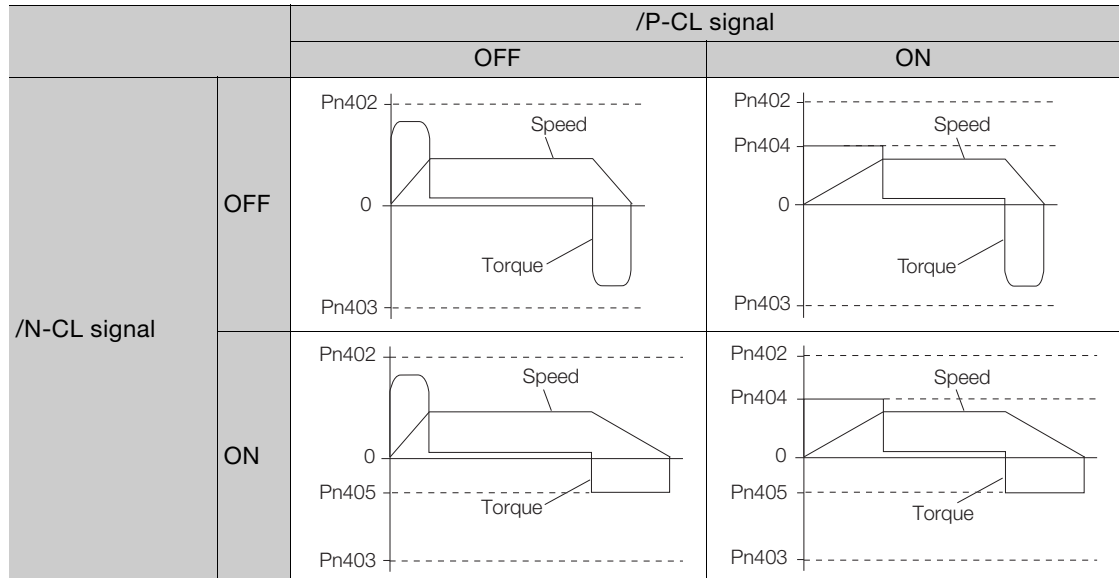 /P-CL signal
OFF
ON
/N-CL signal
OFF
Pn402
Speed
0
Torque
Pn403
Pn402
Speed
Pn404
0
Torque
Pn403
ON
Pn402
Speed
0
Pn405
Torque
Pn403
Pn402
Speed
Pn404
0
Pn405
Torque
Pn403